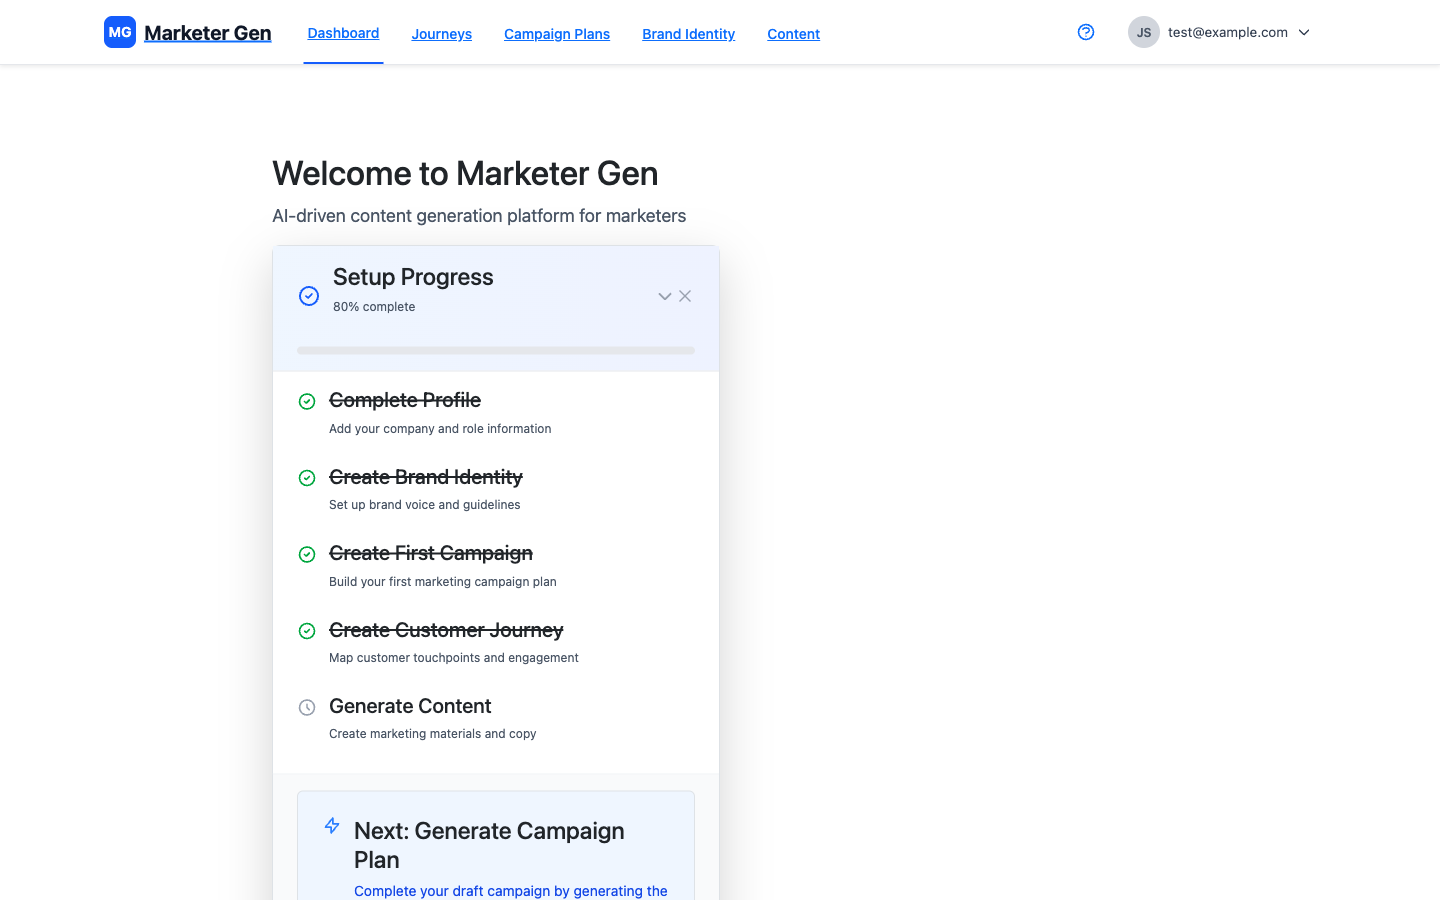 MG Marketer Gen Dashboard Journeys Campaign Plans Brand Identity Content JS test@example.com
Welcome to Marketer Gen
AI-driven content generation platform for marketers
Setup Progress
80% complete
Complete Profile
Add your company and role information
Create Brand Identity
Set up brand voice and guidelines
Create First Campaign
Build your first marketing campaign plan
Create Customer Journey
Map customer touchpoints and engagement
Generate Content
Create marketing materials and copy
Next: Generate Campaign
Plan
Complete your draft campaign by generating the